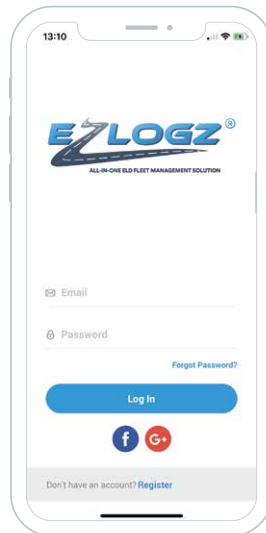 13:10
EZLOGZ®
ALL-IN-ONE ELD FLEET MANAGEMENT SOLUTION
Email
Password
Forgot Password?
Log In
f G+
Don't have an account? Register